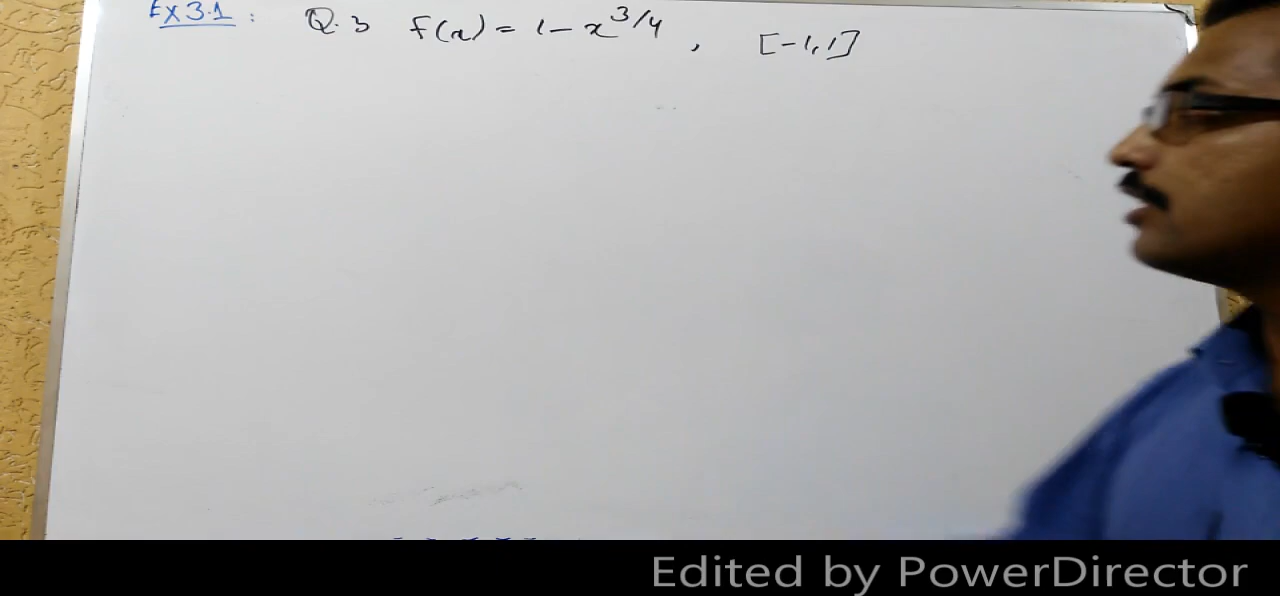 Ex 3.1 : Q.3 f(x) = 1 - x^3/4 , [-1, 1]
Edited by PowerDirector